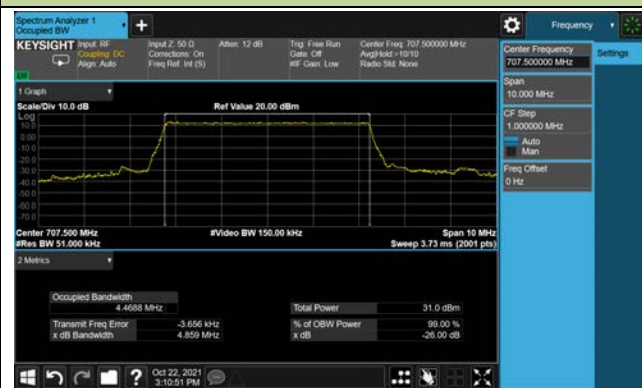 Spectrum Analyzer 1
Occupied BW
+
Frequency
KEYSIGHT
Input: RF
Coupling: DC
Align: Auto
Input Z: 50 Ω
Corrections: On
Freq Ref: Int (S)
Atten: 12 dB
Trig: Free Run
Gate: Off
#IF Gain: Low
Center Freq: 707.500000 MHz
Avg|Hold:>10/10
Radio Std: None
Center Frequency
707.500000 MHz
Settings
Span
10.000 MHz
CF Step
1.000000 MHz
Auto
Man
Freq Offset
0 Hz
1 Graph
Scale/Div 10.0 dB
Ref Value 20.00 dBm
Log
10.0
0.00
-10.0
-20.0
-30.0
-40.0
-50.0
-60.0
-70.0
Center 707.500 MHz
#Video BW 150.00 kHz
Span 10 MHz
#Res BW 51.000 kHz
Sweep 3.73 ms (2001 pts)
2 Metrics
Occupied Bandwidth
4.4688 MHz
Total Power
31.0 dBm
Transmit Freq Error
-3.656 kHz
% of OBW Power
99.00 %
x dB Bandwidth
4.859 MHz
x dB
-26.00 dB
?
Oct 22, 2021
3:10:51 PM